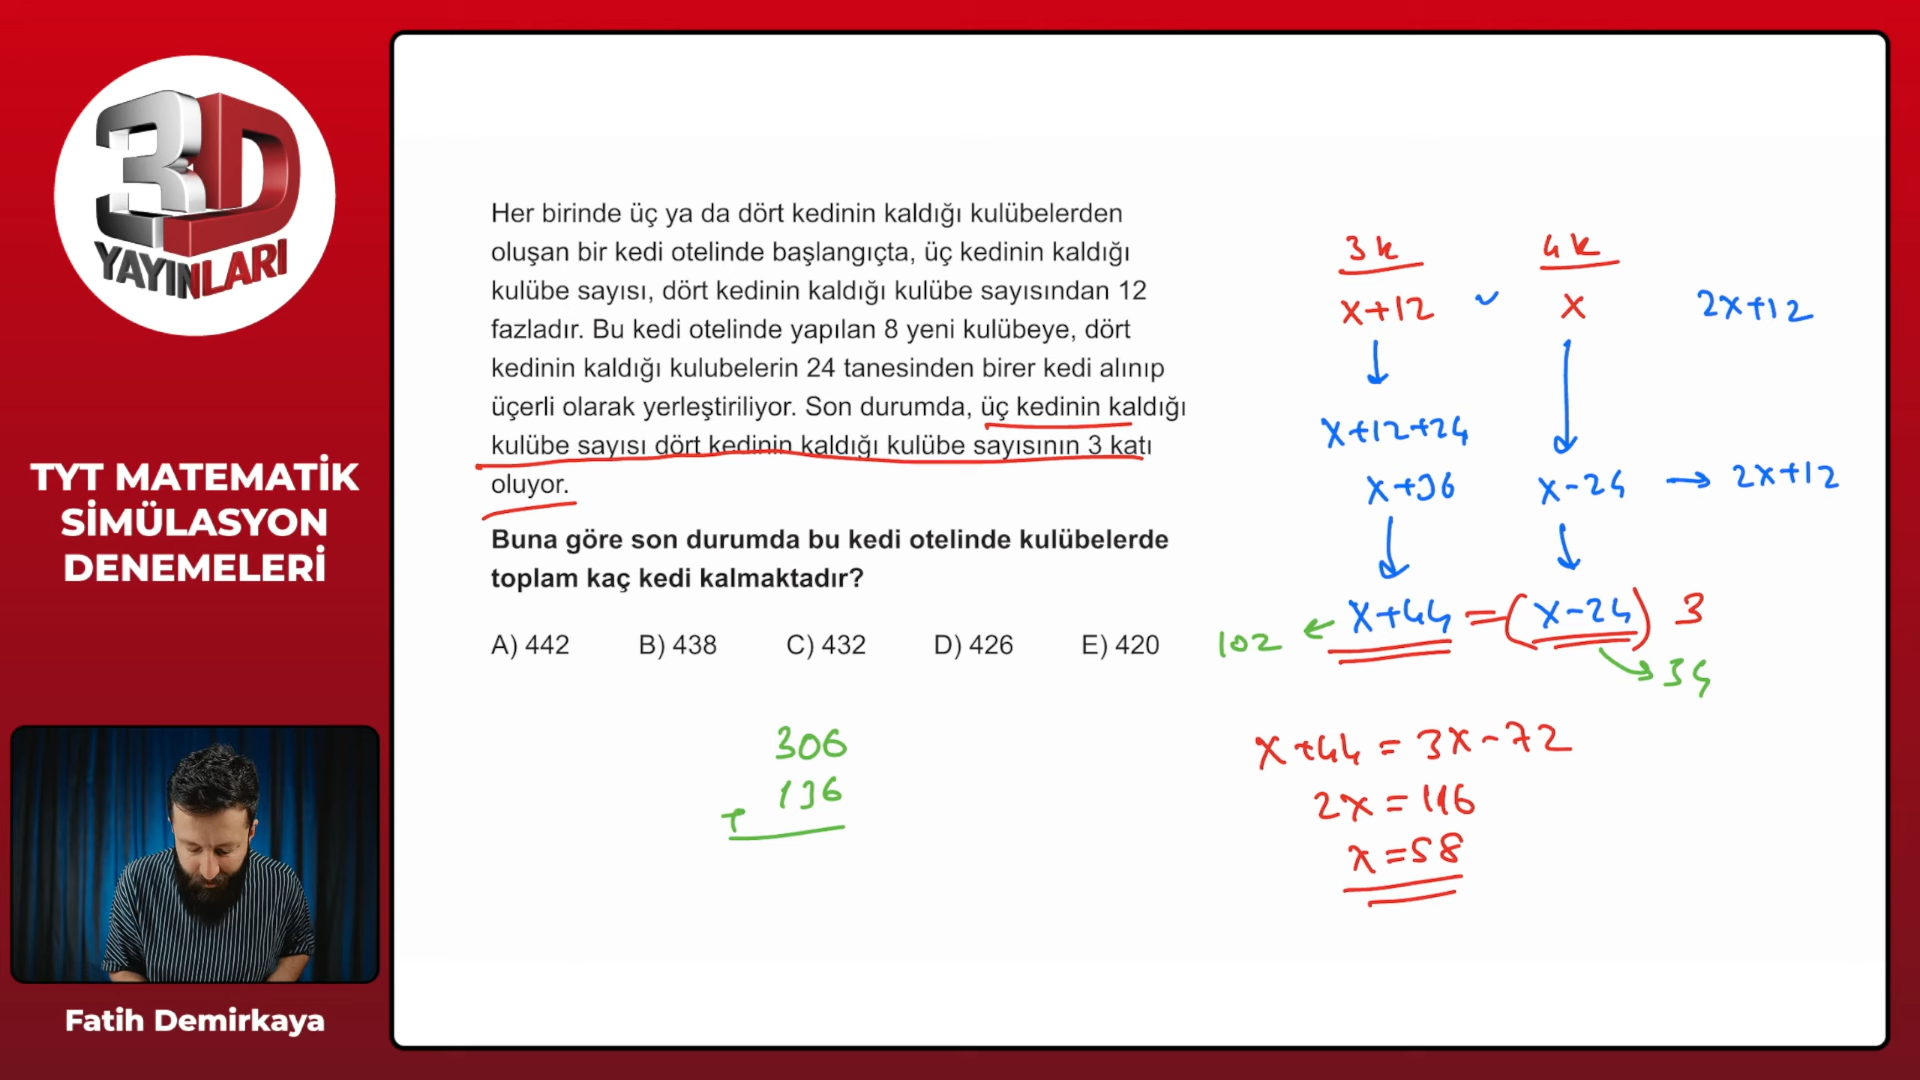 3D
YAYINLARI
TYT MATEMATİK
SİMÜLASYON
DENEMELERİ
Fatih Demirkaya
Her birinde üç ya da dört kedinin kaldığı kulübelerden
oluşan bir kedi otelinde başlangıçta, üç kedinin kaldığı
kulübe sayısı, dört kedinin kaldığı kulübe sayısından 12
fazladır. Bu kedi otelinde yapılan 8 yeni kulübeye, dört
kedinin kaldığı kulubelerin 24 tanesinden birer kedi alınıp
üçerli olarak yerleştiriliyor. Son durumda, üç kedinin kaldığı
kulübe sayısı dört kedinin kaldığı kulübe sayısının 3 katı
oluyor.
Buna göre son durumda bu kedi otelinde kulübelerde
toplam kaç kedi kalmaktadır?
A) 442 B) 438 C) 432 D) 426 E) 420
306
136
+
3k 4k
x+12 x 2x+12
x+12+24
x+36 x-24 → 2x+12
102 ← x+44 = (x-24) 3
34
x+44 = 3x-72
2x = 116
x = 58